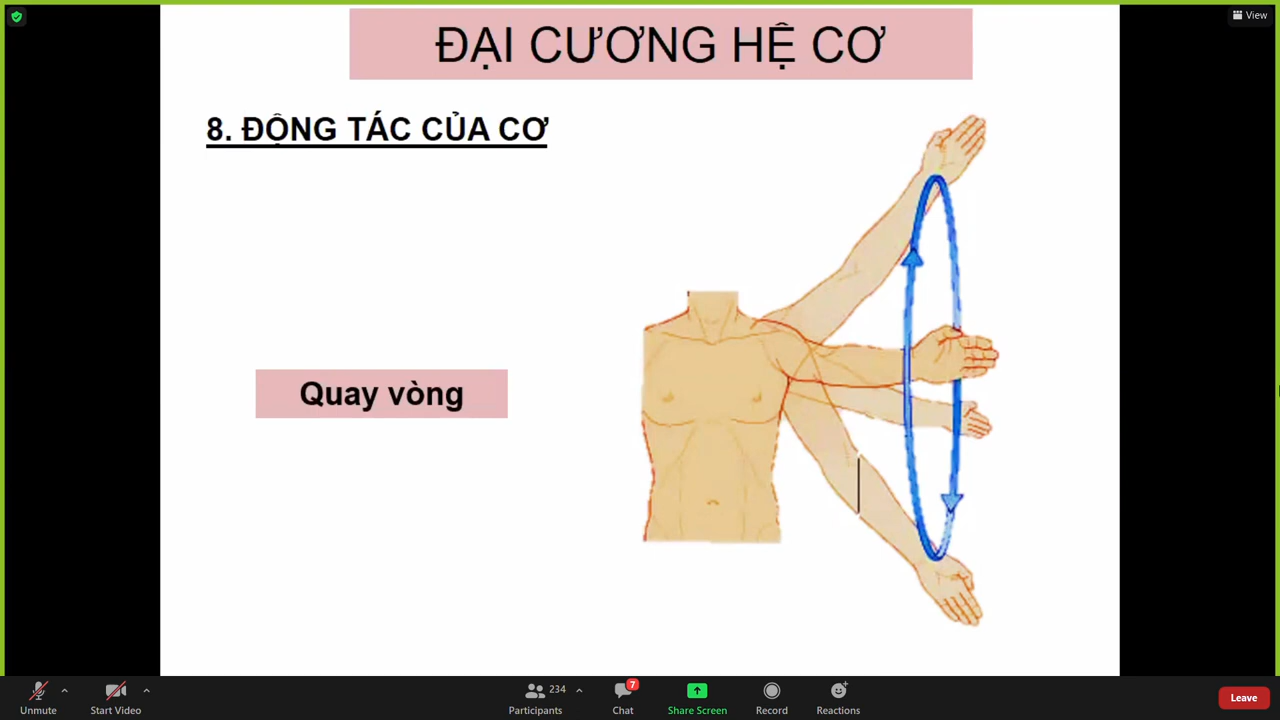 View
ĐẠI CƯƠNG HỆ CƠ
8. ĐỘNG TÁC CỦA CƠ
Quay vòng
234
7
Unmute
Start Video
Participants
Chat
Share Screen
Record
Reactions
Leave